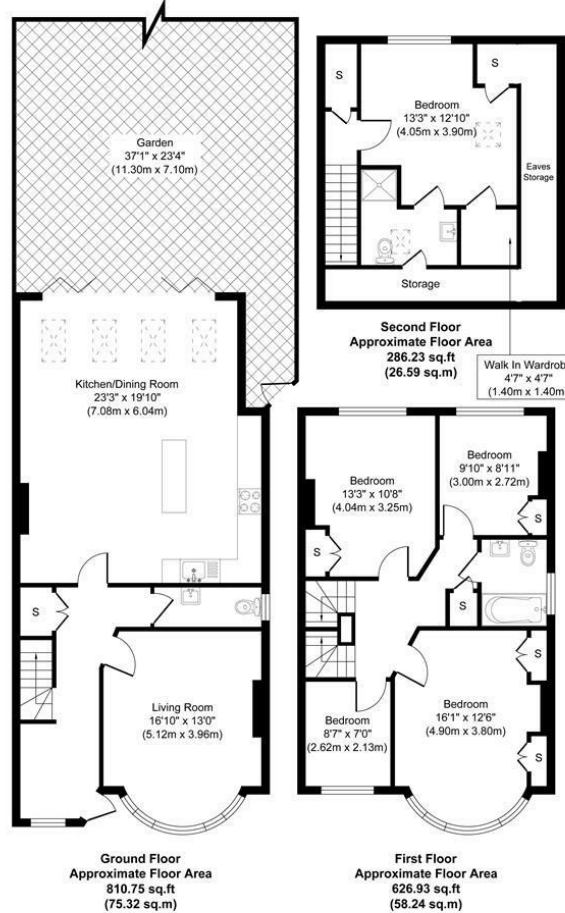 Garden
37'1" x 23'4"
(11.30m x 7.10m)
Kitchen/Dining Room
23'3" x 19'10"
(7.08m x 6.04m)
S
Living Room
16'10" x 13'0"
(5.12m x 3.96m)
Ground Floor
Approximate Floor Area
810.75 sq.ft
(75.32 sq.m)
S
S
Bedroom
13'3" x 12'10"
(4.05m x 3.90m)
Eaves
Storage
Storage
Second Floor
Approximate Floor Area
286.23 sq.ft
(26.59 sq.m)
Walk In Wardrob
4'7" x 4'7"
(1.40m x 1.40m
Bedroom
13'3" x 10'8"
(4.04m x 3.25m)
Bedroom
9'10" x 8'11"
(3.00m x 2.72m)
S
S
S
S
Bedroom
8'7" x 7'0"
(2.62m x 2.13m)
Bedroom
16'1" x 12'6"
(4.90m x 3.80m)
S
First Floor
Approximate Floor Area
626.93 sq.ft
(58.24 sq.m)